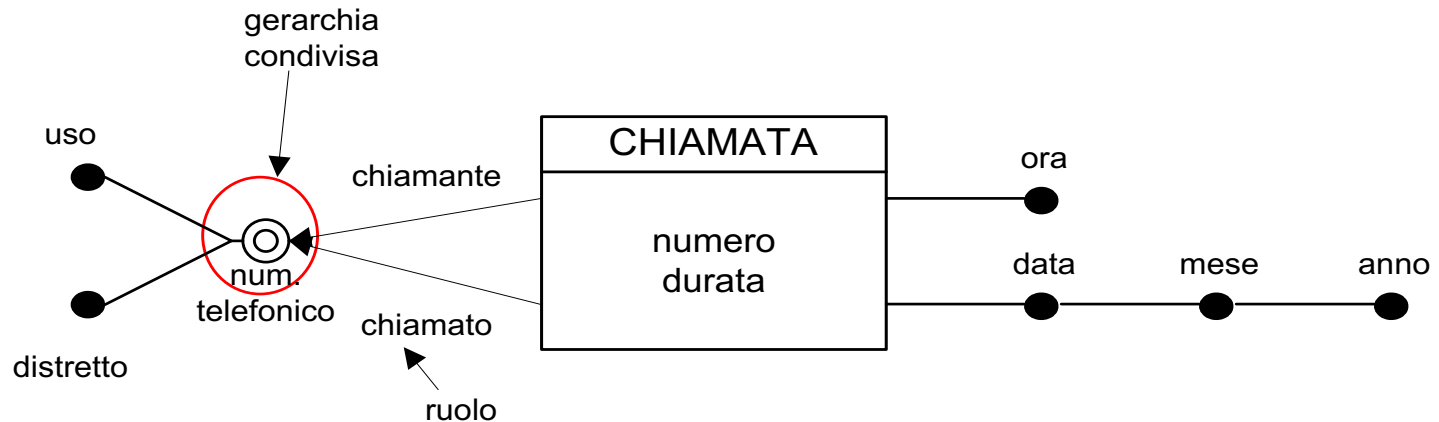 gerarchia
condivisa
uso
chiamante
CHIAMATA
ora
numero
durata
num.
telefonico
data
mese
anno
chiamato
distretto
ruolo